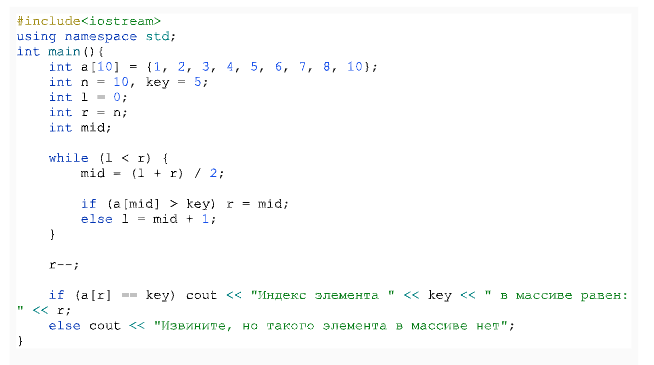 #include<iostream>
using namespace std;
int main(){
    int a[10] = {1, 2, 3, 4, 5, 6, 7, 8, 10};
    int n = 10, key = 5;
    int l = 0;
    int r = n;
    int mid;

    while (l < r) {
        mid = (l + r) / 2;

        if (a[mid] > key) r = mid;
        else l = mid + 1;
    }

    r--;

    if (a[r] == key) cout << "Индекс элемента " << key << " в массиве равен:
" << r;
    else cout << "Извините, но такого элемента в массиве нет";
}